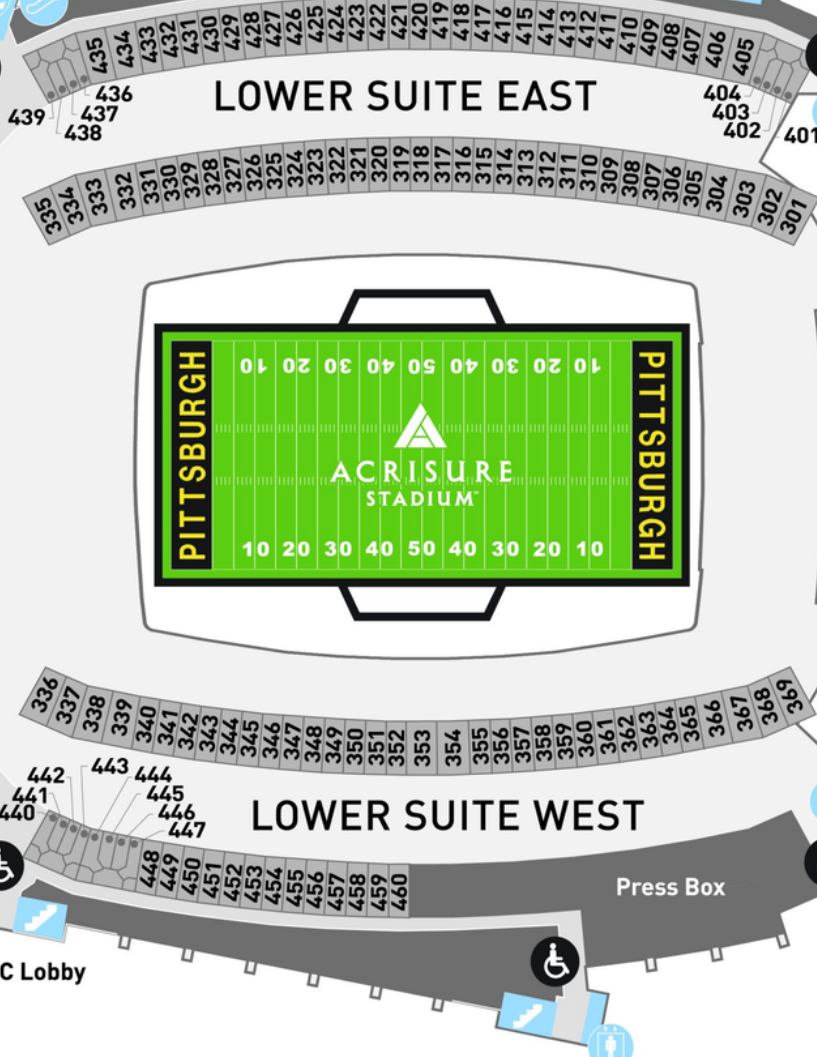 435 434 433 432 431 430 429 428 427 426 425 424 423 422 421 420 419 418 417 416 415 414 413 412 411 410 409 408 407 406 405
436
437
438
439
LOWER SUITE EAST
404
403
402
401
335 334 333 332 331 330 329 328 327 326 325 324 323 322 321 320 319 318 317 316 315 314 313 312 311 310 309 308 307 306 305 304 303 302 301
PITTSBURGH
10 20 30 40 50 40 30 20 10
ACRISURE
STADIUM
10 20 30 40 50 40 30 20 10
PITTSBURGH
336 337 338 339 340 341 342 343 344 345 346 347 348 349 350 351 352 353 354 355 356 357 358 359 360 361 362 363 364 365 366 367 368 369
440
441
442
443
444
445
446
447
LOWER SUITE WEST
448 449 450 451 452 453 454 455 456 457 458 459 460
Press Box
C Lobby